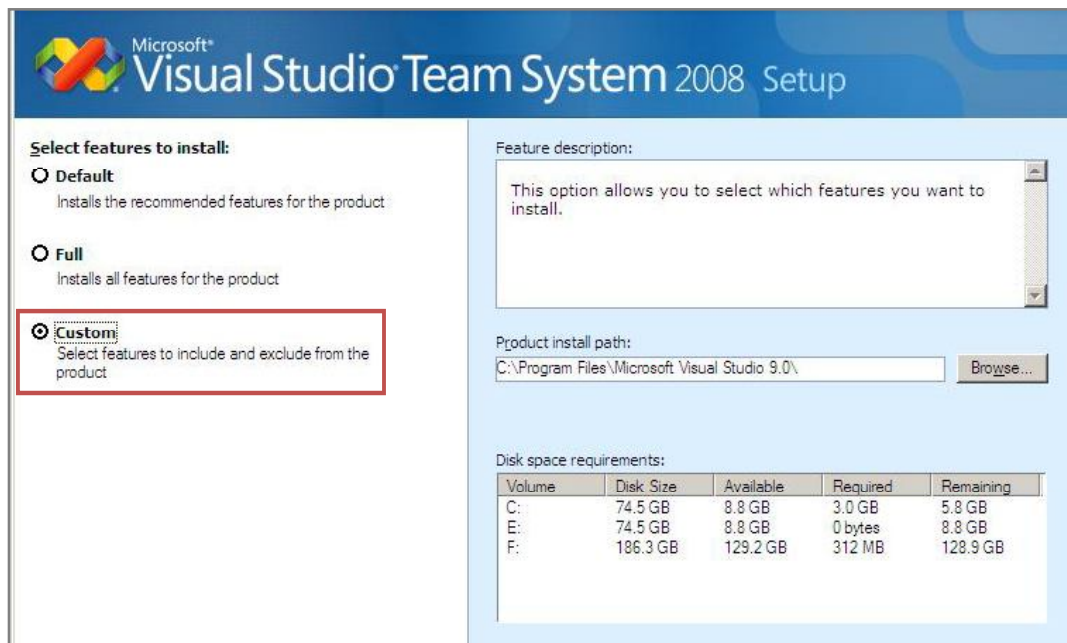 Microsoft®
Visual Studio Team System 2008 Setup
Select features to install:
Default
Installs the recommended features for the product
Full
Installs all features for the product
Custom
Select features to include and exclude from the
product
Feature description:
This option allows you to select which features you want to
install.
Product install path:
C:\Program Files\Microsoft Visual Studio 9.0\
Browse...
Disk space requirements:
Volume Disk Size Available Required Remaining
C: 74.5 GB 8.8 GB 3.0 GB 5.8 GB
E: 74.5 GB 8.8 GB 0 bytes 8.8 GB
F: 186.3 GB 129.2 GB 312 MB 128.9 GB